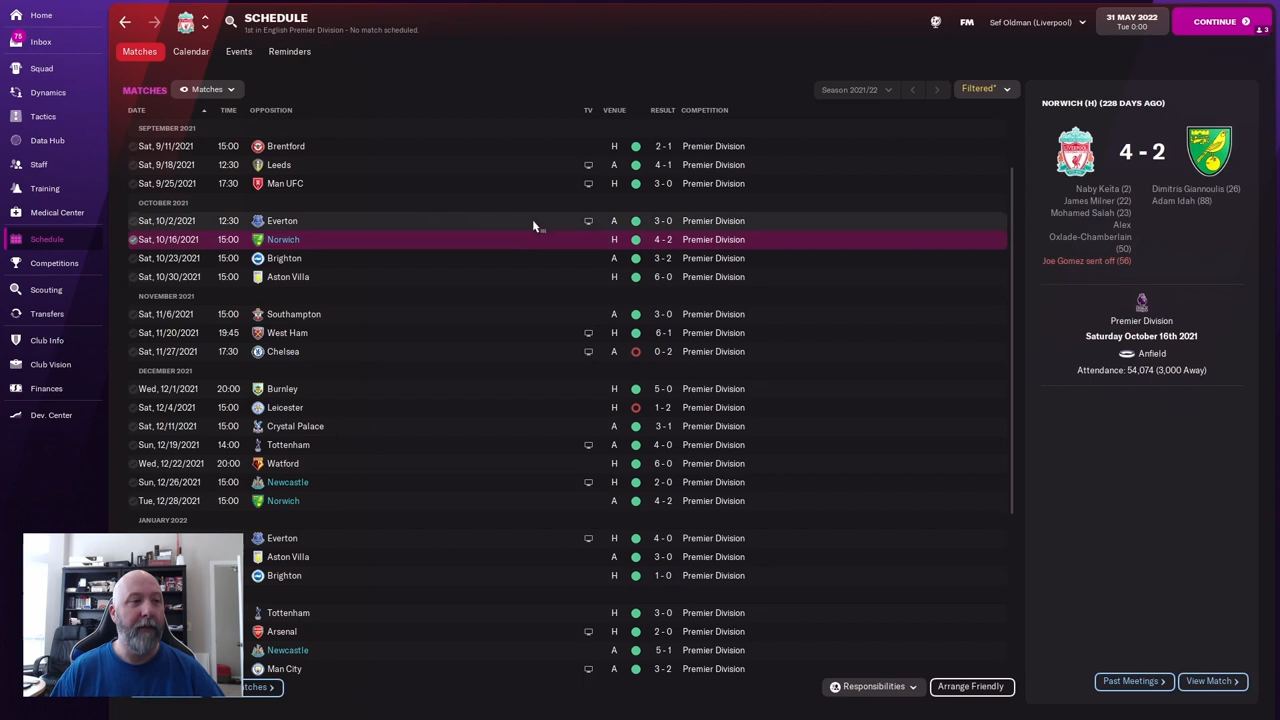 Home
75
Inbox
Squad
Dynamics
Tactics
Data Hub
Staff
Training
Medical Center
Schedule
Competitions
Scouting
Transfers
Club Info
Club Vision
Finances
Dev. Center
SCHEDULE
1st in English Premier Division - No match scheduled.
FM
Sef Oldman (Liverpool)
31 MAY 2022
Tue 0:00
CONTINUE
3
Matches Calendar Events Reminders
MATCHES Matches
Season 2021/22
Filtered*
DATE TIME OPPOSITION TV VENUE RESULT COMPETITION
SEPTEMBER 2021
Sat, 9/11/2021 15:00 Brentford H 2 - 1 Premier Division
Sat, 9/18/2021 12:30 Leeds A 4 - 1 Premier Division
Sat, 9/25/2021 17:30 Man UFC H 3 - 0 Premier Division
OCTOBER 2021
Sat, 10/2/2021 12:30 Everton A 3 - 0 Premier Division
Sat, 10/16/2021 15:00 Norwich H 4 - 2 Premier Division
Sat, 10/23/2021 15:00 Brighton A 3 - 2 Premier Division
Sat, 10/30/2021 15:00 Aston Villa H 6 - 0 Premier Division
NOVEMBER 2021
Sat, 11/6/2021 15:00 Southampton A 3 - 0 Premier Division
Sat, 11/20/2021 19:45 West Ham H 6 - 1 Premier Division
Sat, 11/27/2021 17:30 Chelsea A 0 - 2 Premier Division
DECEMBER 2021
Wed, 12/1/2021 20:00 Burnley H 5 - 0 Premier Division
Sat, 12/4/2021 15:00 Leicester H 1 - 2 Premier Division
Sat, 12/11/2021 15:00 Crystal Palace A 3 - 1 Premier Division
Sun, 12/19/2021 14:00 Tottenham A 4 - 0 Premier Division
Wed, 12/22/2021 20:00 Watford H 6 - 0 Premier Division
Sun, 12/26/2021 15:00 Newcastle H 2 - 0 Premier Division
Tue, 12/28/2021 15:00 Norwich A 4 - 2 Premier Division
JANUARY 2022
Everton H 4 - 0 Premier Division
Aston Villa A 3 - 0 Premier Division
Brighton H 1 - 0 Premier Division
Tottenham H 3 - 0 Premier Division
Arsenal H 2 - 0 Premier Division
Newcastle A 5 - 1 Premier Division
Man City A 3 - 2 Premier Division
atches
Responsibilities
Arrange Friendly
NORWICH (H) (228 DAYS AGO)
4 - 2
Naby Keïta (2)
James Milner (22)
Mohamed Salah (23)
Alex
Oxlade-Chamberlain
(50)
Joe Gomez sent off (56)
Dimitris Giannoulis (26)
Adam Idah (88)
Premier Division
Saturday October 16th 2021
Anfield
Attendance: 54,074 (3,000 Away)
Past Meetings
View Match